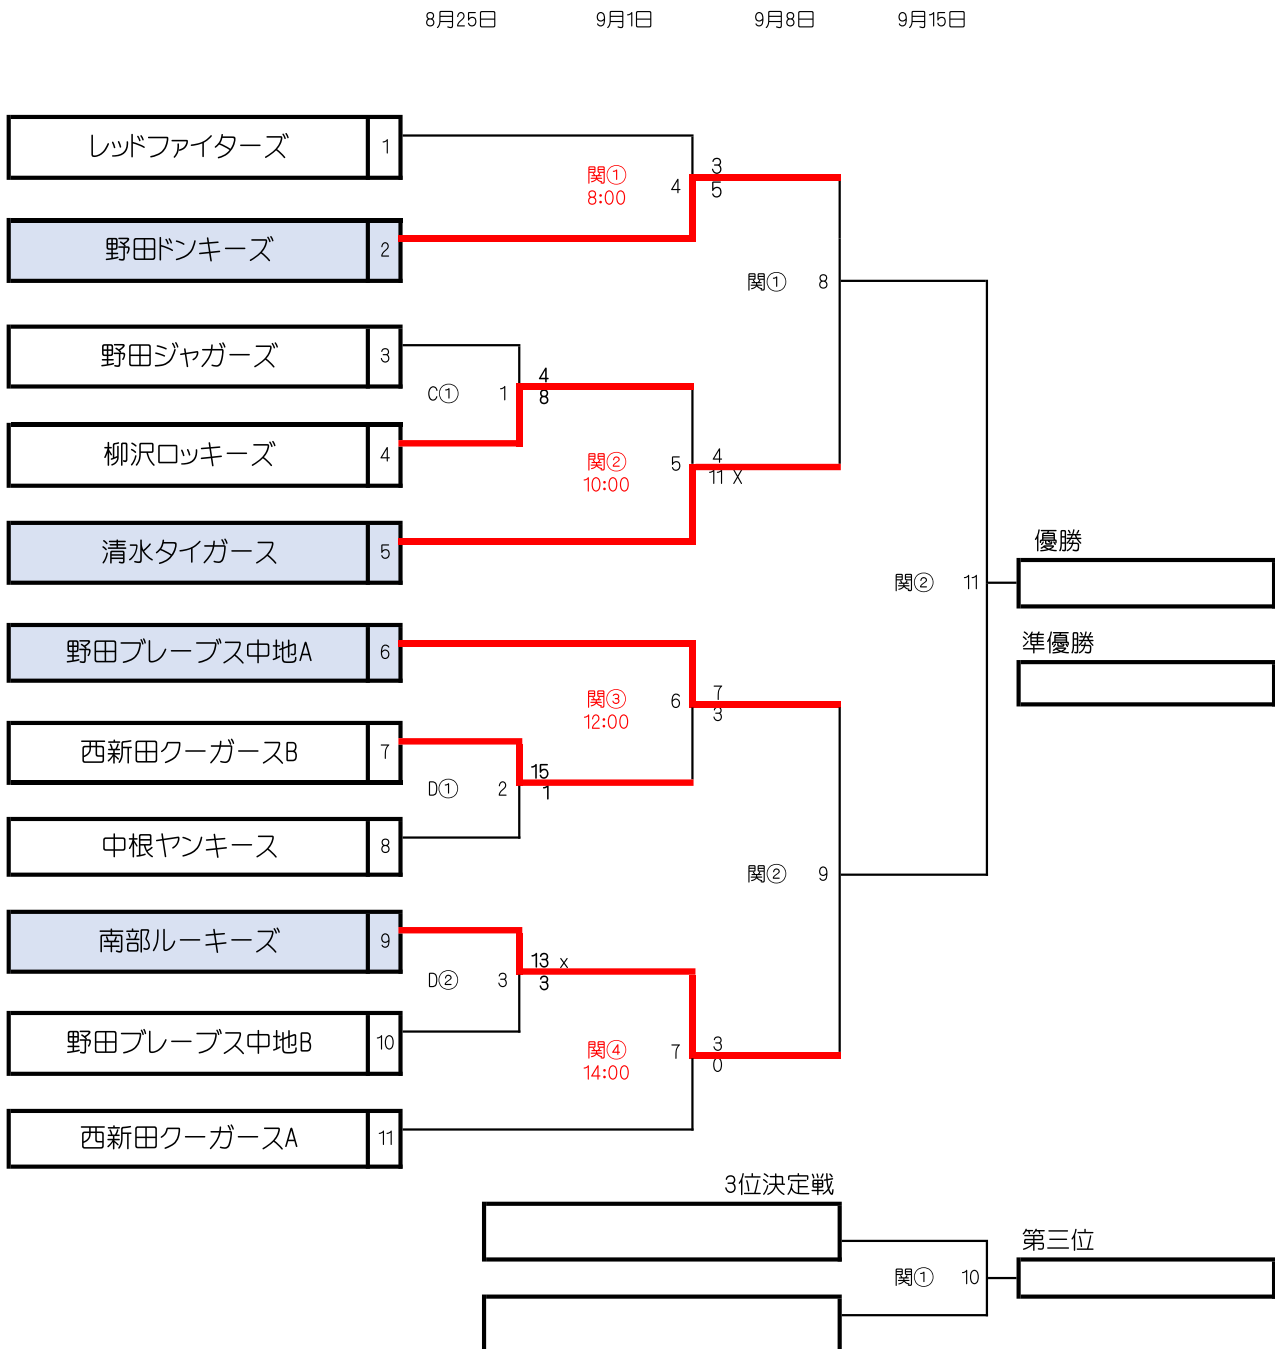 8月25日 9月1日 9月8日 9月15日
レッドファイターズ 1
関①
8:00
4
3
5
野田ドンキーズ 2
関① 8
野田ジャガーズ 3
C① 1
4
8
柳沢ロッキーズ 4
関②
10:00
5
4
11 X
清水タイガース 5
優勝
関② 11
準優勝
野田ブレーブス中地A 6
関③
12:00
6
7
3
西新田クーガースB 7
D① 2
15
1
中根ヤンキース 8
関② 9
南部ルーキーズ 9
D② 3
13 x
3
野田ブレーブス中地B 10
関④
14:00
7
3
0
西新田クーガースA 11
3位決定戦
第三位
関① 10